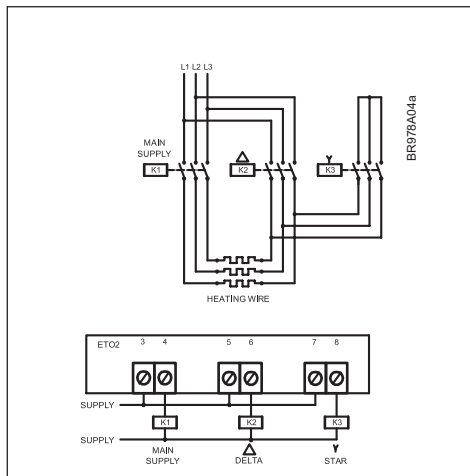 L1 L2 L3
BR978A04a
MAIN
SUPPLY
K1
K2
K3
HEATING WIRE
ETO2
3 4 5 6 7 8
SUPPLY
K1 K2 K3
SUPPLY
MAIN
SUPPLY
DELTA
STAR